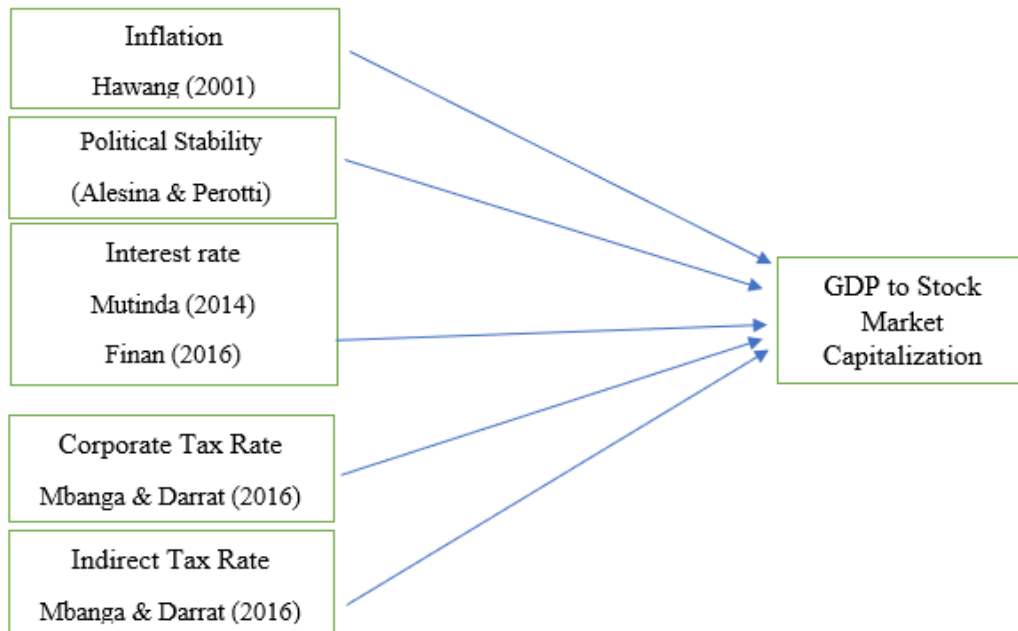 Inflation
Hawang (2001)
Political Stability
(Alesina & Perotti)
Interest rate
Mutinda (2014)
Finan (2016)
Corporate Tax Rate
Mbanga & Darrat (2016)
Indirect Tax Rate
Mbanga & Darrat (2016)
GDP to Stock
Market
Capitalization